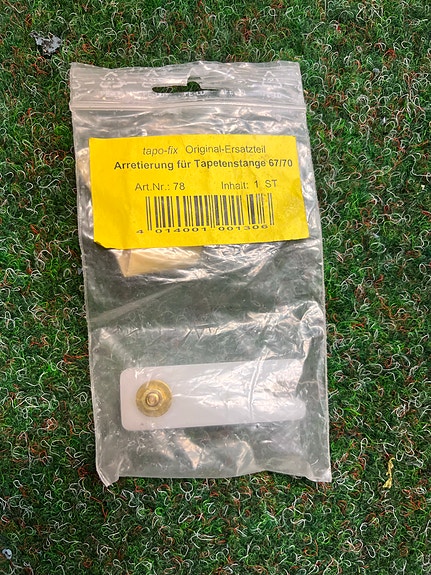 tapo-fix Original-Ersatzteil
Arretierung für Tapetenstange 67/70
Art.Nr.: 78 Inhalt: 1 ST
4 014001 001306